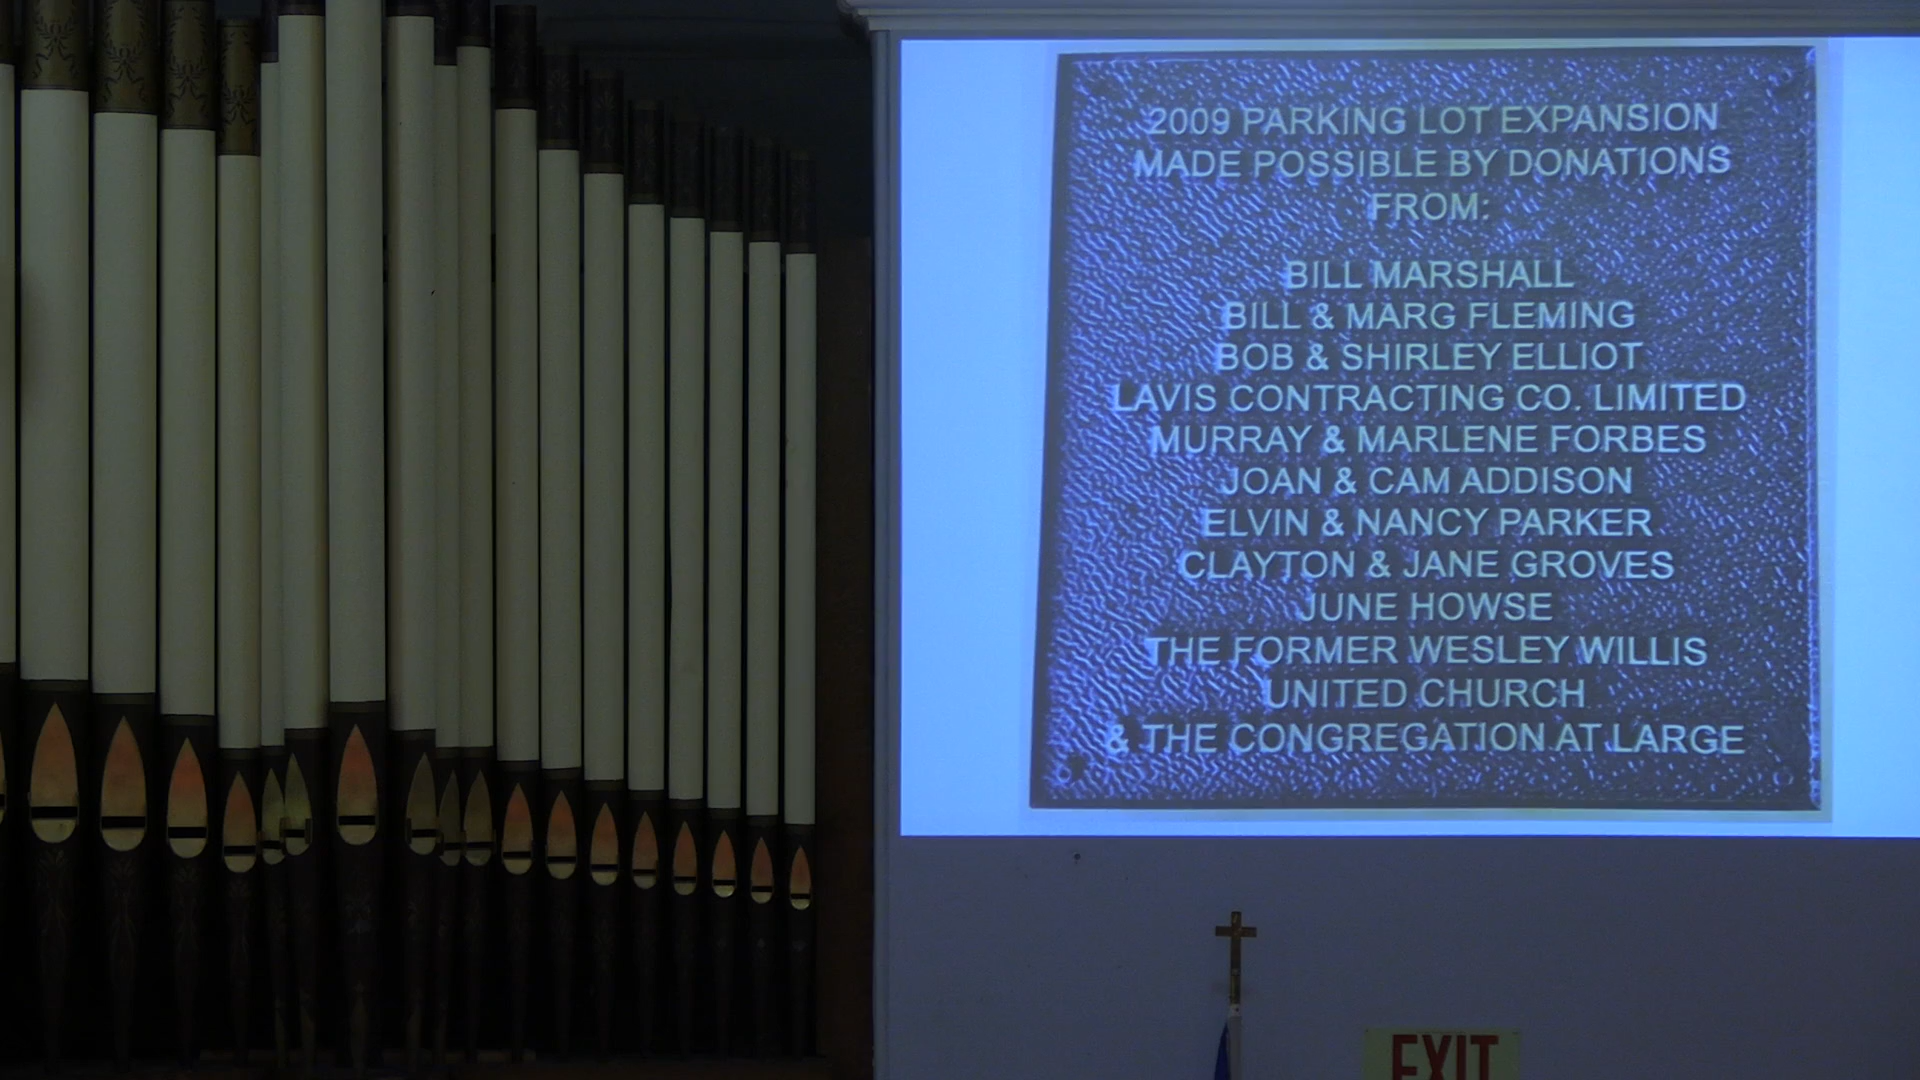 2009 PARKING LOT EXPANSION
MADE POSSIBLE BY DONATIONS
FROM:
BILL MARSHALL
BILL & MARG FLEMING
BOB & SHIRLEY ELLIOT
LAVIS CONTRACTING CO. LIMITED
MURRAY & MARLENE FORBES
JOAN & CAM ADDISON
ELVIN & NANCY PARKER
CLAYTON & JANE GROVES
JUNE HOWSE
THE FORMER WESLEY WILLIS
UNITED CHURCH
& THE CONGREGATION AT LARGE
EXIT